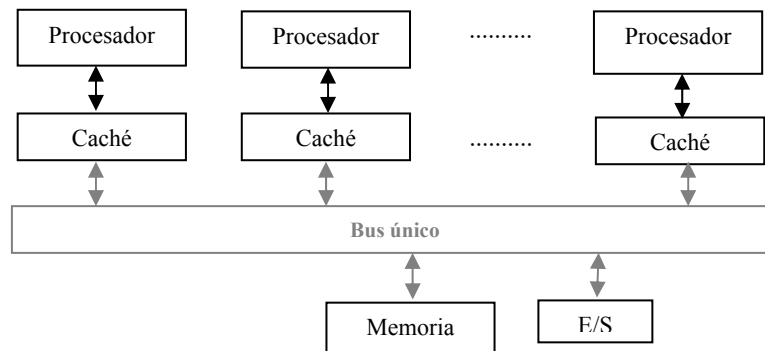 Procesador Procesador .......... Procesador
Caché Caché .......... Caché
Bus único
Memoria E/S